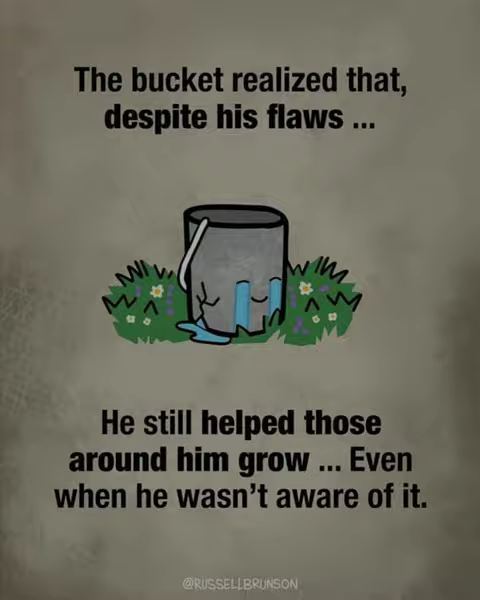 The bucket realized that,
despite his flaws ...
He still helped those
around him grow ... Even
when he wasn't aware of it.
@RUSSELLBRUNSON